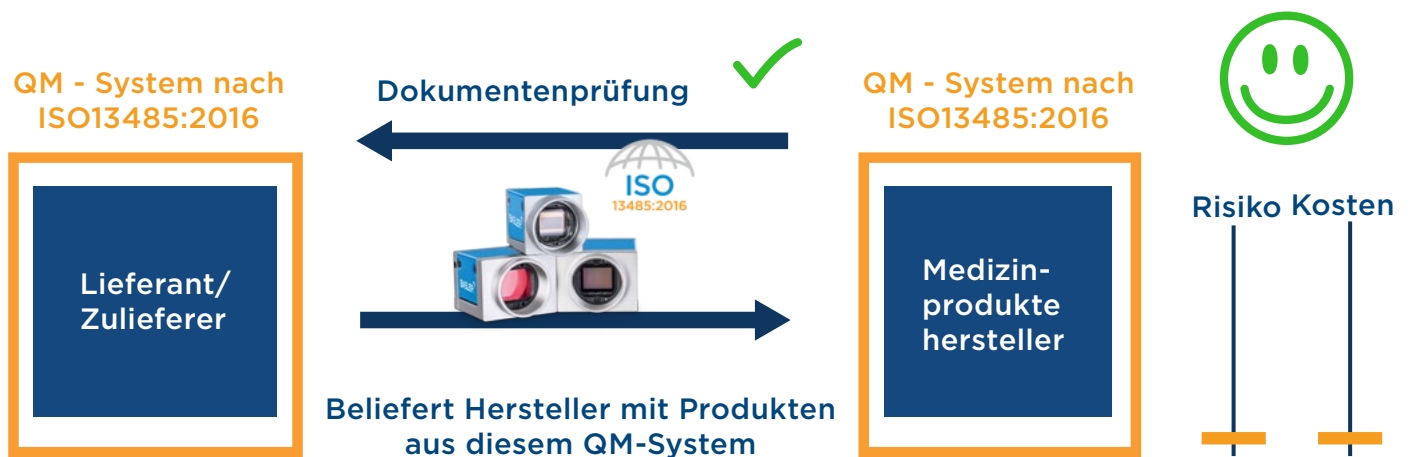 QM - System nach
ISO13485:2016
Lieferant/
Zulieferer
Dokumentenprüfung
ISO
13485:2016
Beliefert Hersteller mit Produkten
aus diesem QM-System
QM - System nach
ISO13485:2016
Medizin-
produkte
hersteller
Risiko Kosten